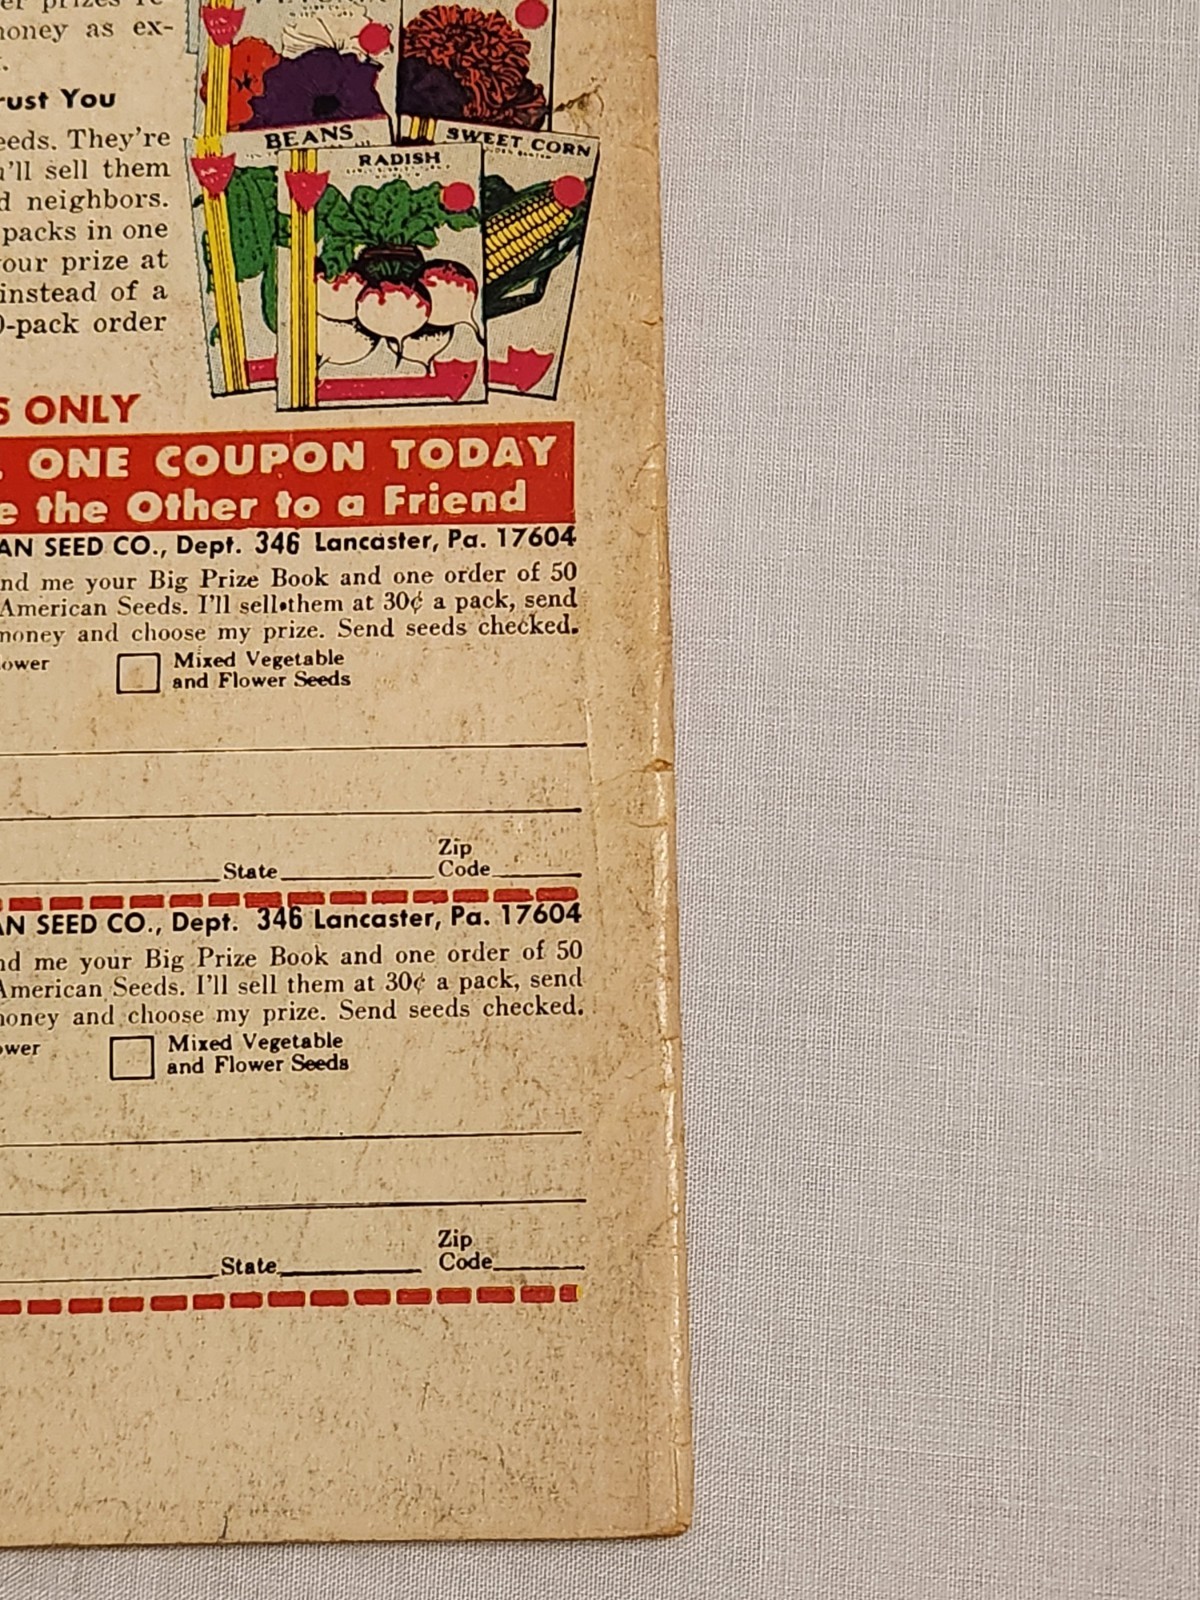 er prizes re-
oney as ex-
rust You
eeds. They're
'll sell them
d neighbors.
packs in one
our prize at
instead of a
0-pack order
BEANS
SWEET CORN
RADISH
S ONLY
ONE COUPON TODAY
e the Other to a Friend
AN SEED CO., Dept. 346 Lancaster, Pa. 17604
nd me your Big Prize Book and one order of 50
American Seeds. I'll sell them at 30¢ a pack, send
money and choose my prize. Send seeds checked.
ower
Mixed Vegetable
and Flower Seeds
Zip
State Code
AN SEED CO., Dept. 346 Lancaster, Pa. 17604
nd me your Big Prize Book and one order of 50
American Seeds. I'll sell them at 30¢ a pack, send
money and choose my prize. Send seeds checked.
ower
Mixed Vegetable
and Flower Seeds
Zip
State Code